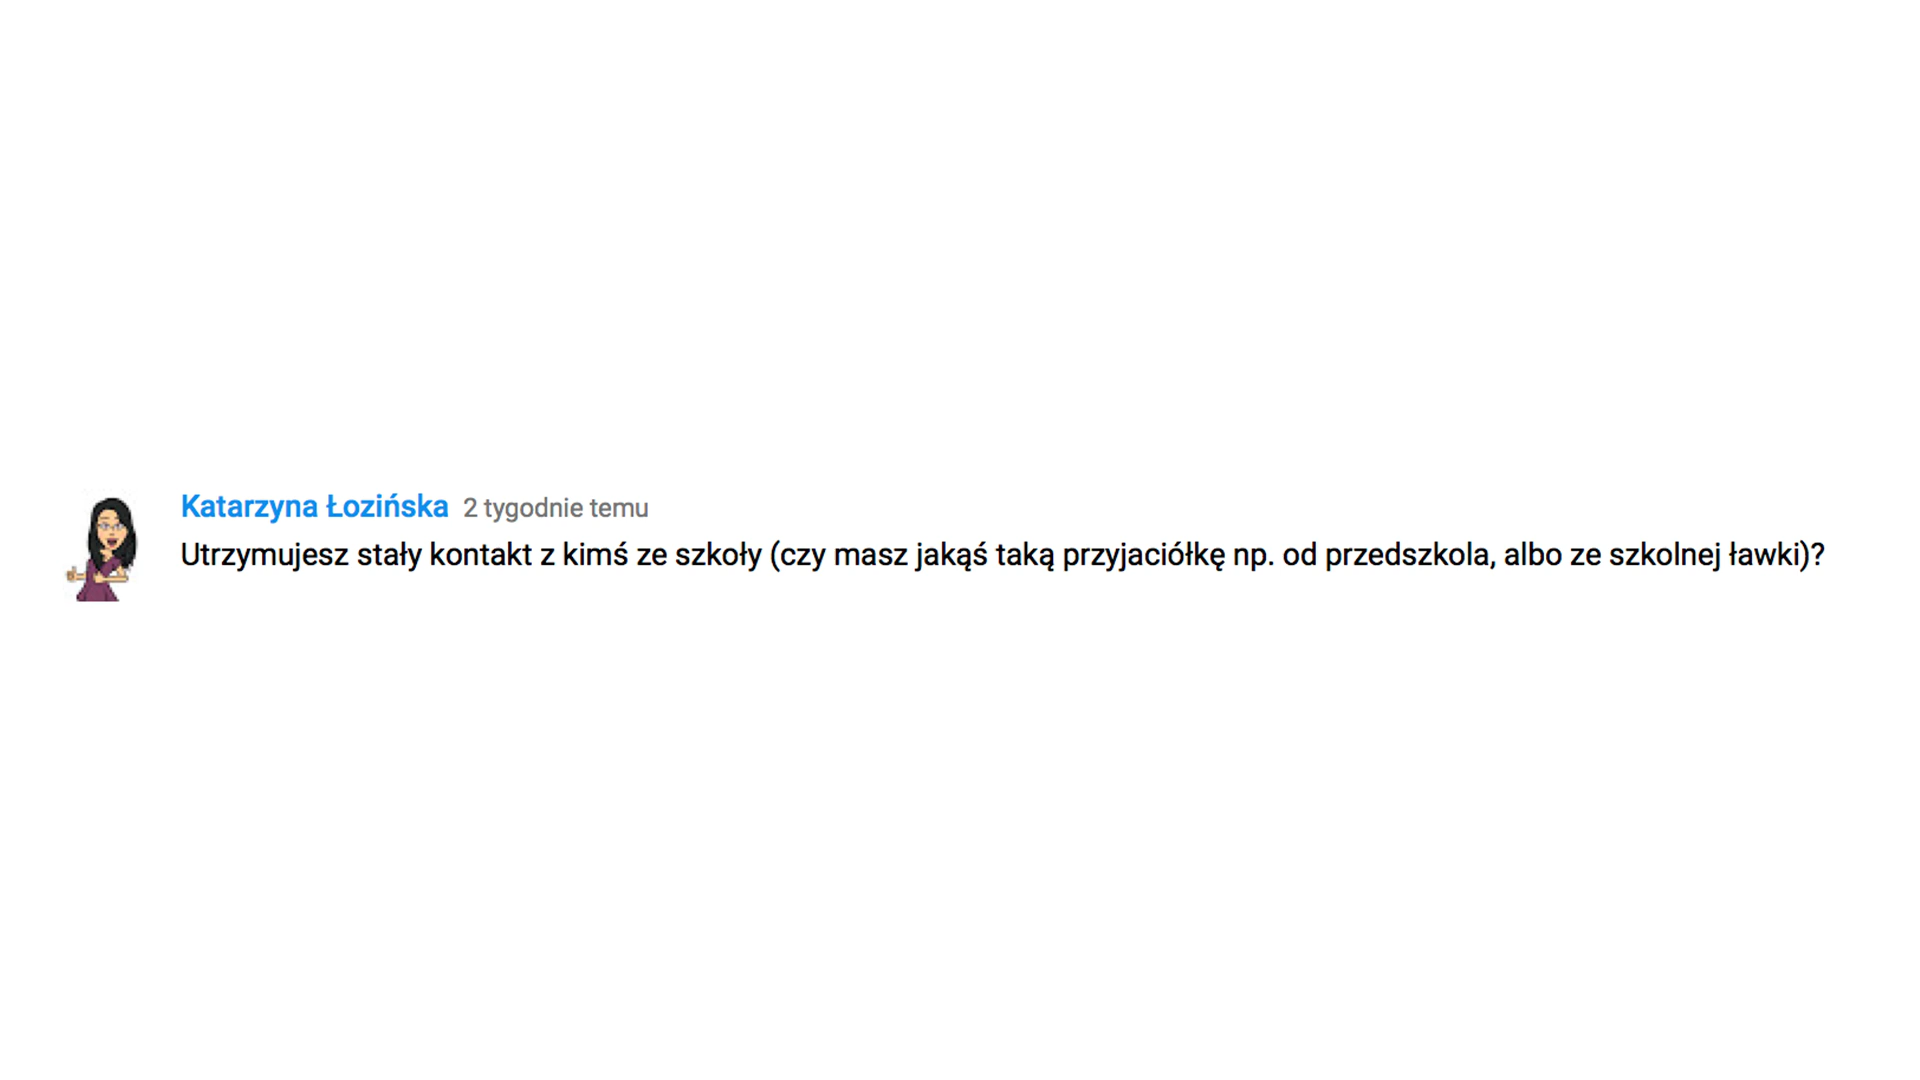 Katarzyna Łozińska 2 tygodnie temu
Utrzymujesz stały kontakt z kimś ze szkoły (czy masz jakąś taką przyjaciółkę np. od przedszkola, albo ze szkolnej ławki)?